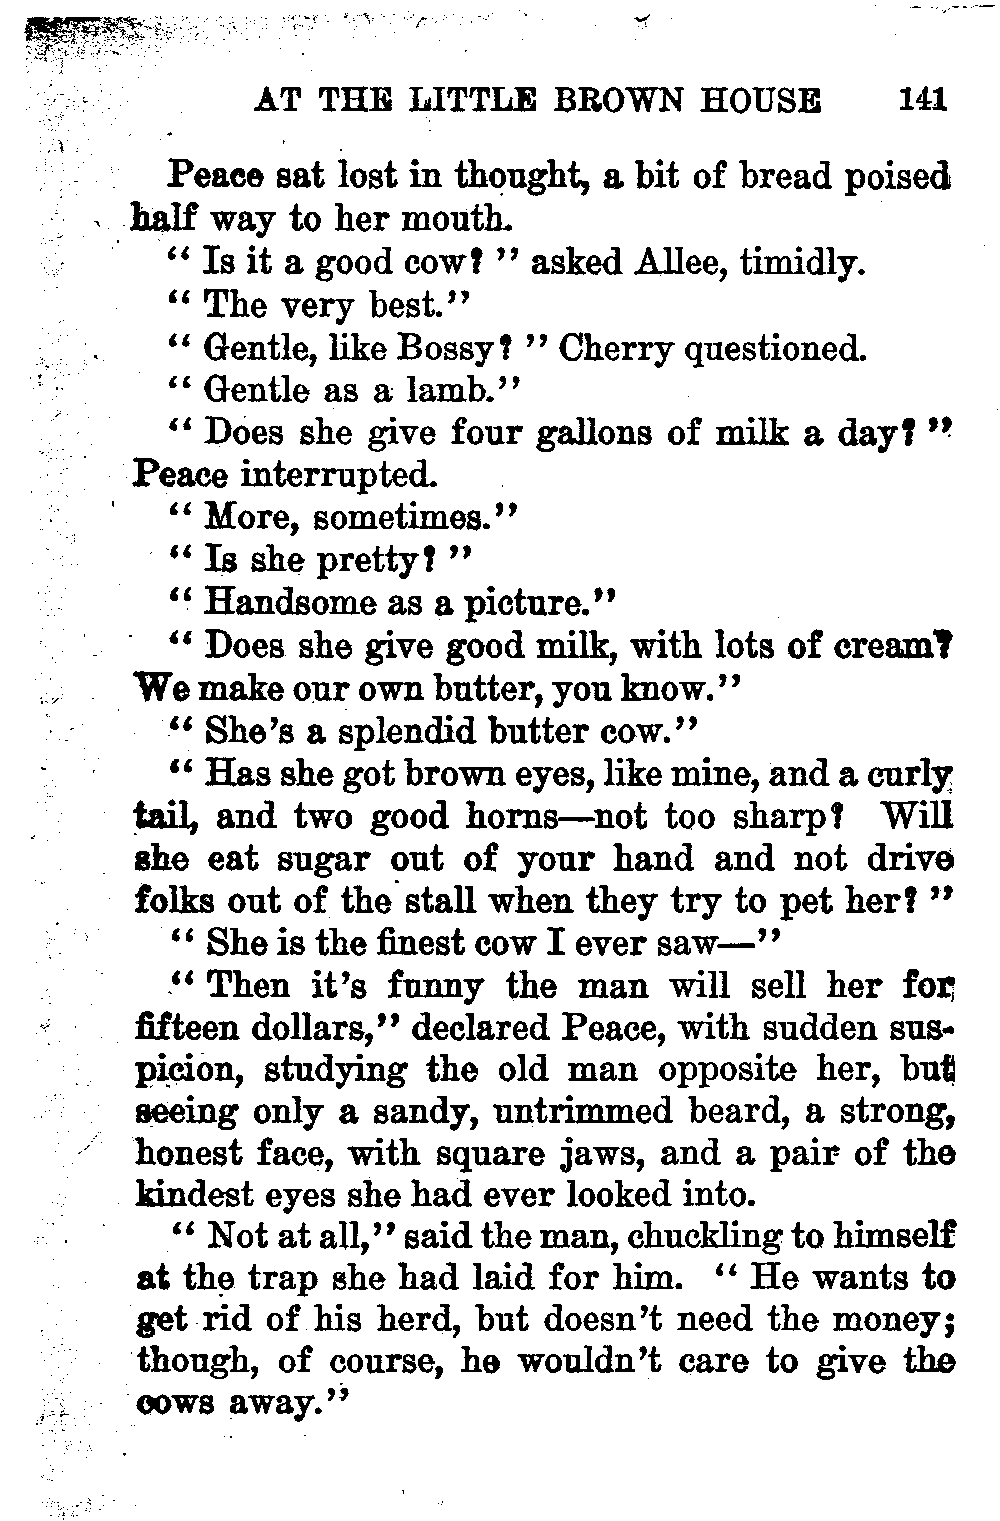 AT THE LITTLE BROWN HOUSE 141
Peace sat lost in thought, a bit of bread poised
half way to her mouth.
" Is it a good cow? " asked Allee, timidly.
" The very best."
" Gentle, like Bossy? " Cherry questioned.
" Gentle as a lamb."
" Does she give four gallons of milk a day? "
Peace interrupted.
" More, sometimes."
" Is she pretty? "
" Handsome as a picture."
" Does she give good milk, with lots of cream?
We make our own butter, you know."
" She's a splendid butter cow."
" Has she got brown eyes, like mine, and a curly
tail, and two good horns—not too sharp? Will
she eat sugar out of your hand and not drive
folks out of the stall when they try to pet her? "
" She is the finest cow I ever saw—"
" Then it's funny the man will sell her for
fifteen dollars," declared Peace, with sudden sus-
picion, studying the old man opposite her, but
seeing only a sandy, untrimmed beard, a strong,
honest face, with square jaws, and a pair of the
kindest eyes she had ever looked into.
" Not at all," said the man, chuckling to himself
at the trap she had laid for him. " He wants to
get rid of his herd, but doesn't need the money;
though, of course, he wouldn't care to give the
cows away."